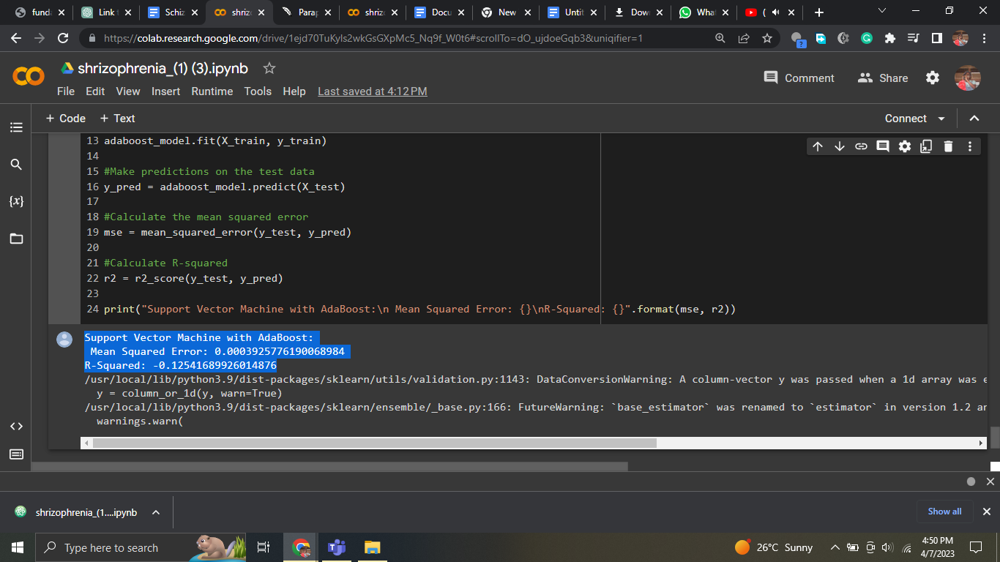 funda
Link t
Schiz
shrizo
Parap
shrizo
Docu
New
Untit
Dow
What
(
https://colab.research.google.com/drive/1ejd70TuKyls2wkGsGXpMc5_Nq9f_W0t6#scrollTo=dO_ujdoeGqb3&uniqifier=1
?
shrizophrenia_(1) (3).ipynb
Comment
Share
File Edit View Insert Runtime Tools Help Last saved at 4:12 PM
+ Code + Text
Connect
13 adaboost_model.fit(X_train, y_train)
14
15 #Make predictions on the test data
16 y_pred = adaboost_model.predict(X_test)
17
18 #Calculate the mean squared error
19 mse = mean_squared_error(y_test, y_pred)
20
21 #Calculate R-squared
22 r2 = r2_score(y_test, y_pred)
23
24 print("Support Vector Machine with AdaBoost:\n Mean Squared Error: {}\nR-Squared: {}".format(mse, r2))
{x}
Support Vector Machine with AdaBoost:
Mean Squared Error: 0.0003925776190068984
R-Squared: -0.12541689926014876
/usr/local/lib/python3.9/dist-packages/sklearn/utils/validation.py:1143: DataConversionWarning: A column-vector y was passed when a 1d array was e
y = column_or_1d(y, warn=True)
/usr/local/lib/python3.9/dist-packages/sklearn/ensemble/_base.py:166: FutureWarning: `base_estimator` was renamed to `estimator` in version 1.2 an
warnings.warn(
shrizophrenia_(1....ipynb
Show all
Type here to search
26°C Sunny
4:50 PM
4/7/2023